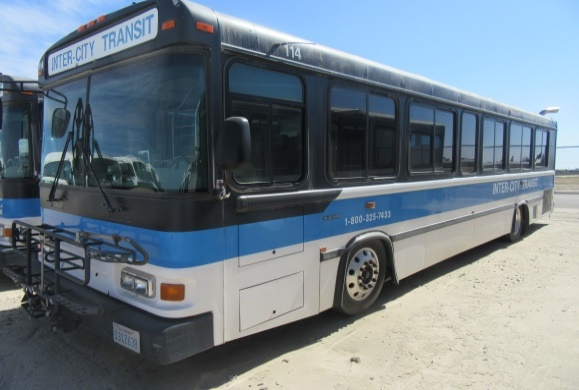 INTER-CITY TRANSIT
114
INTER-CITY TRANSIT
1-800-325-7433